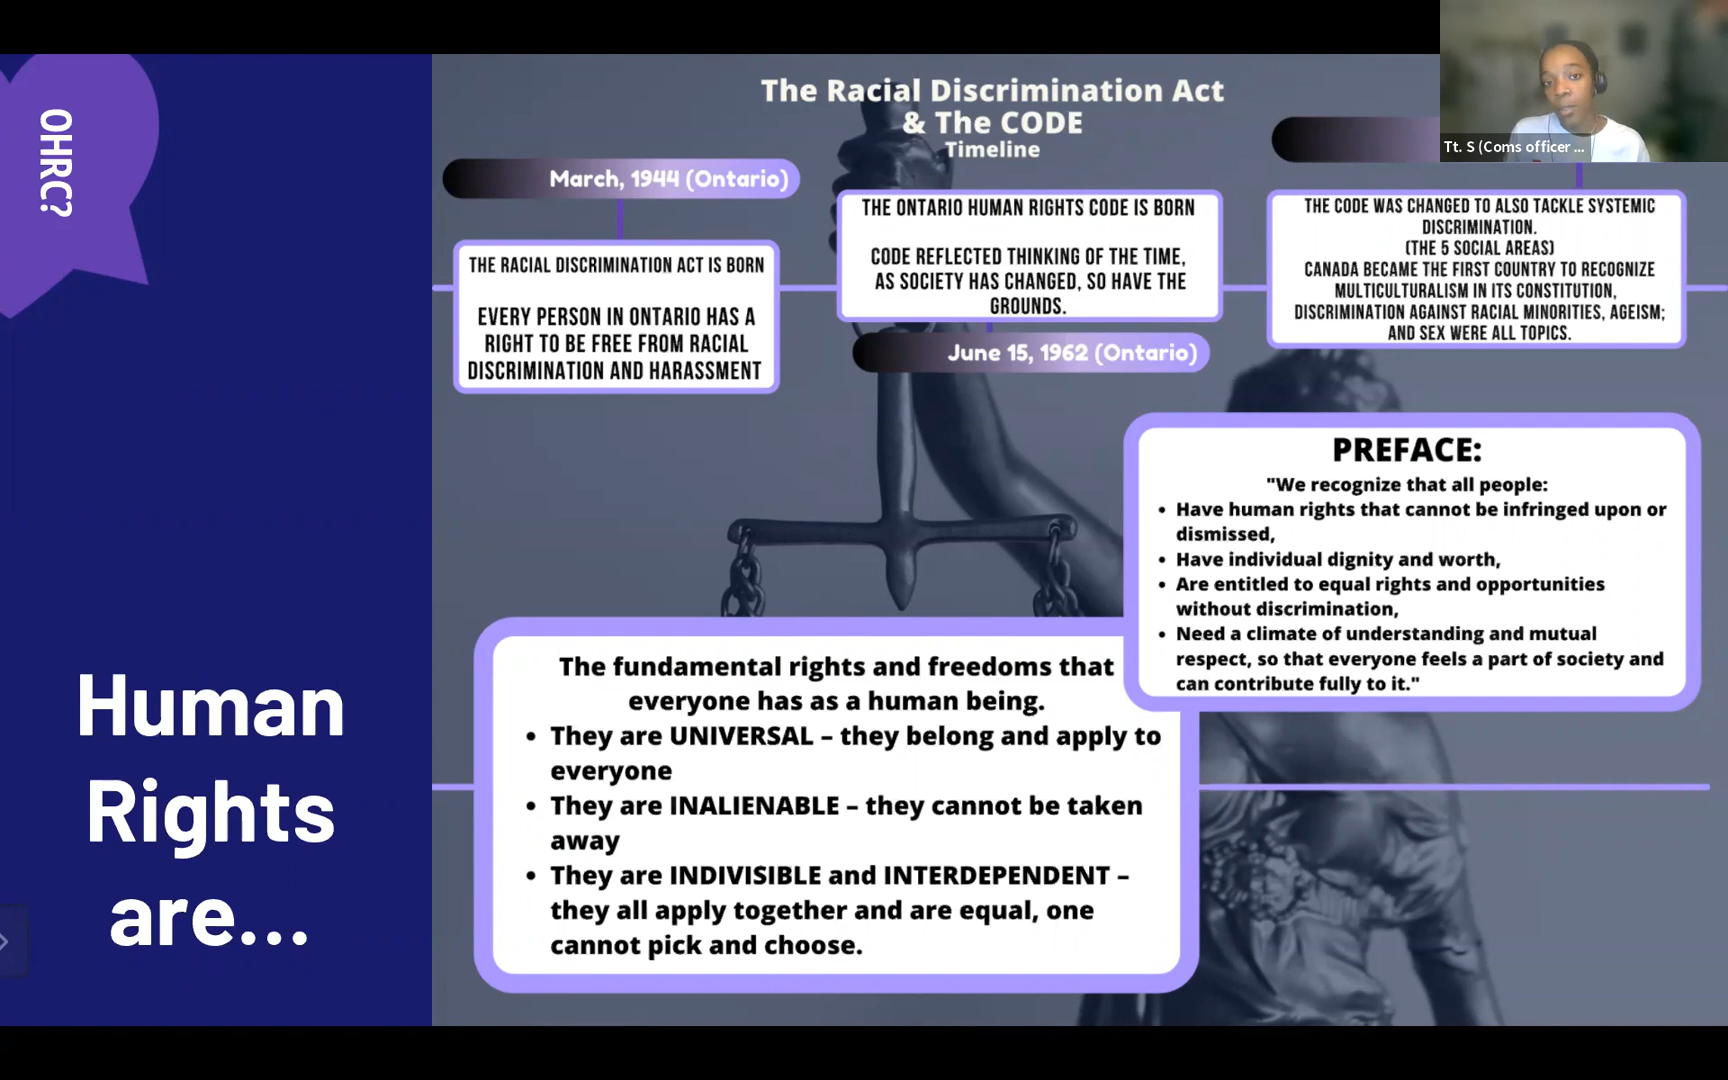 OHRC?
Human
Rights
are...
The Racial Discrimination Act
& The CODE
Timeline
March, 1944 (Ontario)
THE RACIAL DISCRIMINATION ACT IS BORN
EVERY PERSON IN ONTARIO HAS A
RIGHT TO BE FREE FROM RACIAL
DISCRIMINATION AND HARASSMENT
THE ONTARIO HUMAN RIGHTS CODE IS BORN
CODE REFLECTED THINKING OF THE TIME,
AS SOCIETY HAS CHANGED, SO HAVE THE
GROUNDS.
June 15, 1962 (Ontario)
THE CODE WAS CHANGED TO ALSO TACKLE SYSTEMIC
DISCRIMINATION.
(THE 5 SOCIAL AREAS)
CANADA BECAME THE FIRST COUNTRY TO RECOGNIZE
MULTICULTURALISM IN ITS CONSTITUTION,
DISCRIMINATION AGAINST RACIAL MINORITIES, AGEISM;
AND SEX WERE ALL TOPICS.
Tt. S (Coms officer ...
PREFACE:
"We recognize that all people:
• Have human rights that cannot be infringed upon or
dismissed,
• Have individual dignity and worth,
• Are entitled to equal rights and opportunities
without discrimination,
• Need a climate of understanding and mutual
respect, so that everyone feels a part of society and
can contribute fully to it."
The fundamental rights and freedoms that
everyone has as a human being.
• They are UNIVERSAL – they belong and apply to
everyone
• They are INALIENABLE – they cannot be taken
away
• They are INDIVISIBLE and INTERDEPENDENT –
they all apply together and are equal, one
cannot pick and choose.